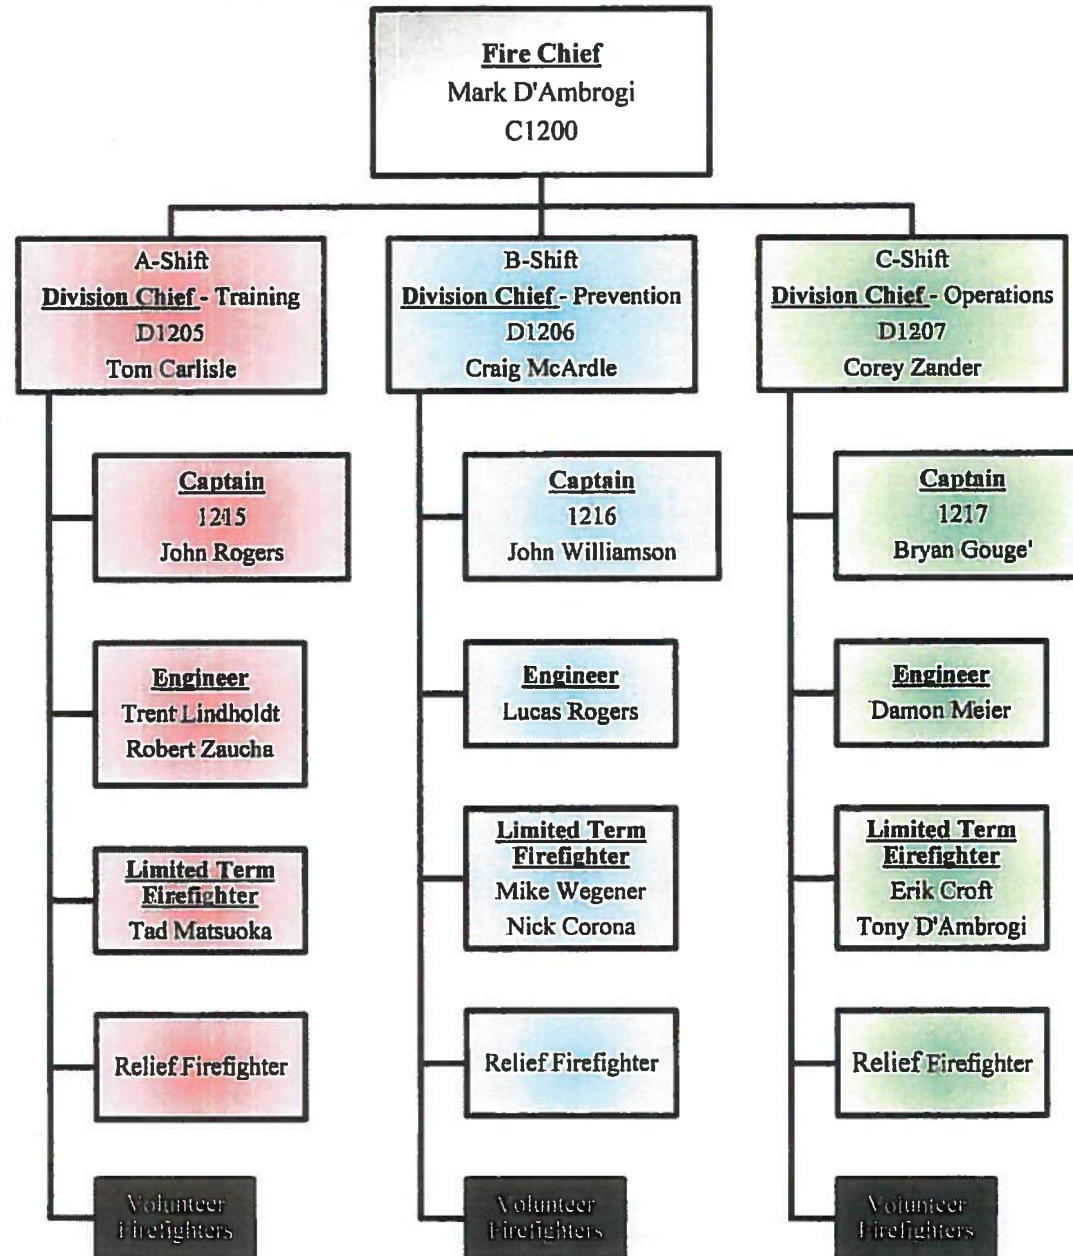 Fire Chief
Mark D'Ambrogi
C1200
A-Shift
Division Chief - Training
D1205
Tom Carlisle
Captain
1215
John Rogers
Engineer
Trent Lindholdt
Robert Zaucha
Limited Term
Firefighter
Tad Matsuoka
Relief Firefighter
Volunteer
Firefighters
B-Shift
Division Chief - Prevention
D1206
Craig McArdle
Captain
1216
John Williamson
Engineer
Lucas Rogers
Limited Term
Firefighter
Mike Wegener
Nick Corona
Relief Firefighter
Volunteer
Firefighters
C-Shift
Division Chief - Operations
D1207
Corey Zander
Captain
1217
Bryan Gouge'
Engineer
Damon Meier
Limited Term
Firefighter
Erik Croft
Tony D'Ambrogi
Relief Firefighter
Volunteer
Firefighters